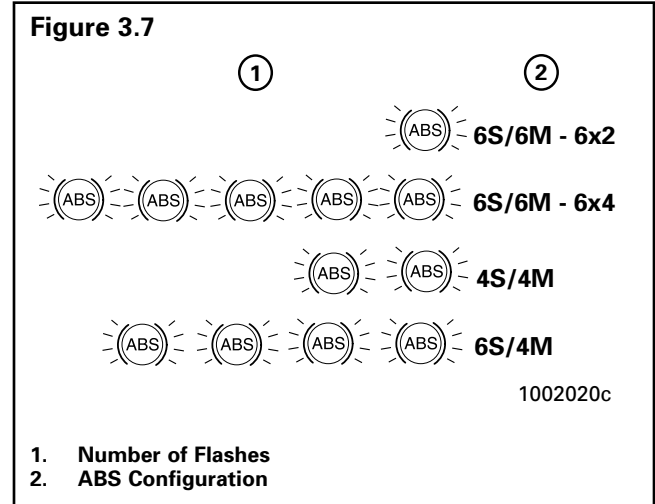 Figure 3.7
1 2
ABS 6S/6M - 6x2
ABS ABS ABS ABS ABS 6S/6M - 6x4
ABS ABS 4S/4M
ABS ABS ABS ABS 6S/4M
1002020c
1. Number of Flashes
2. ABS Configuration